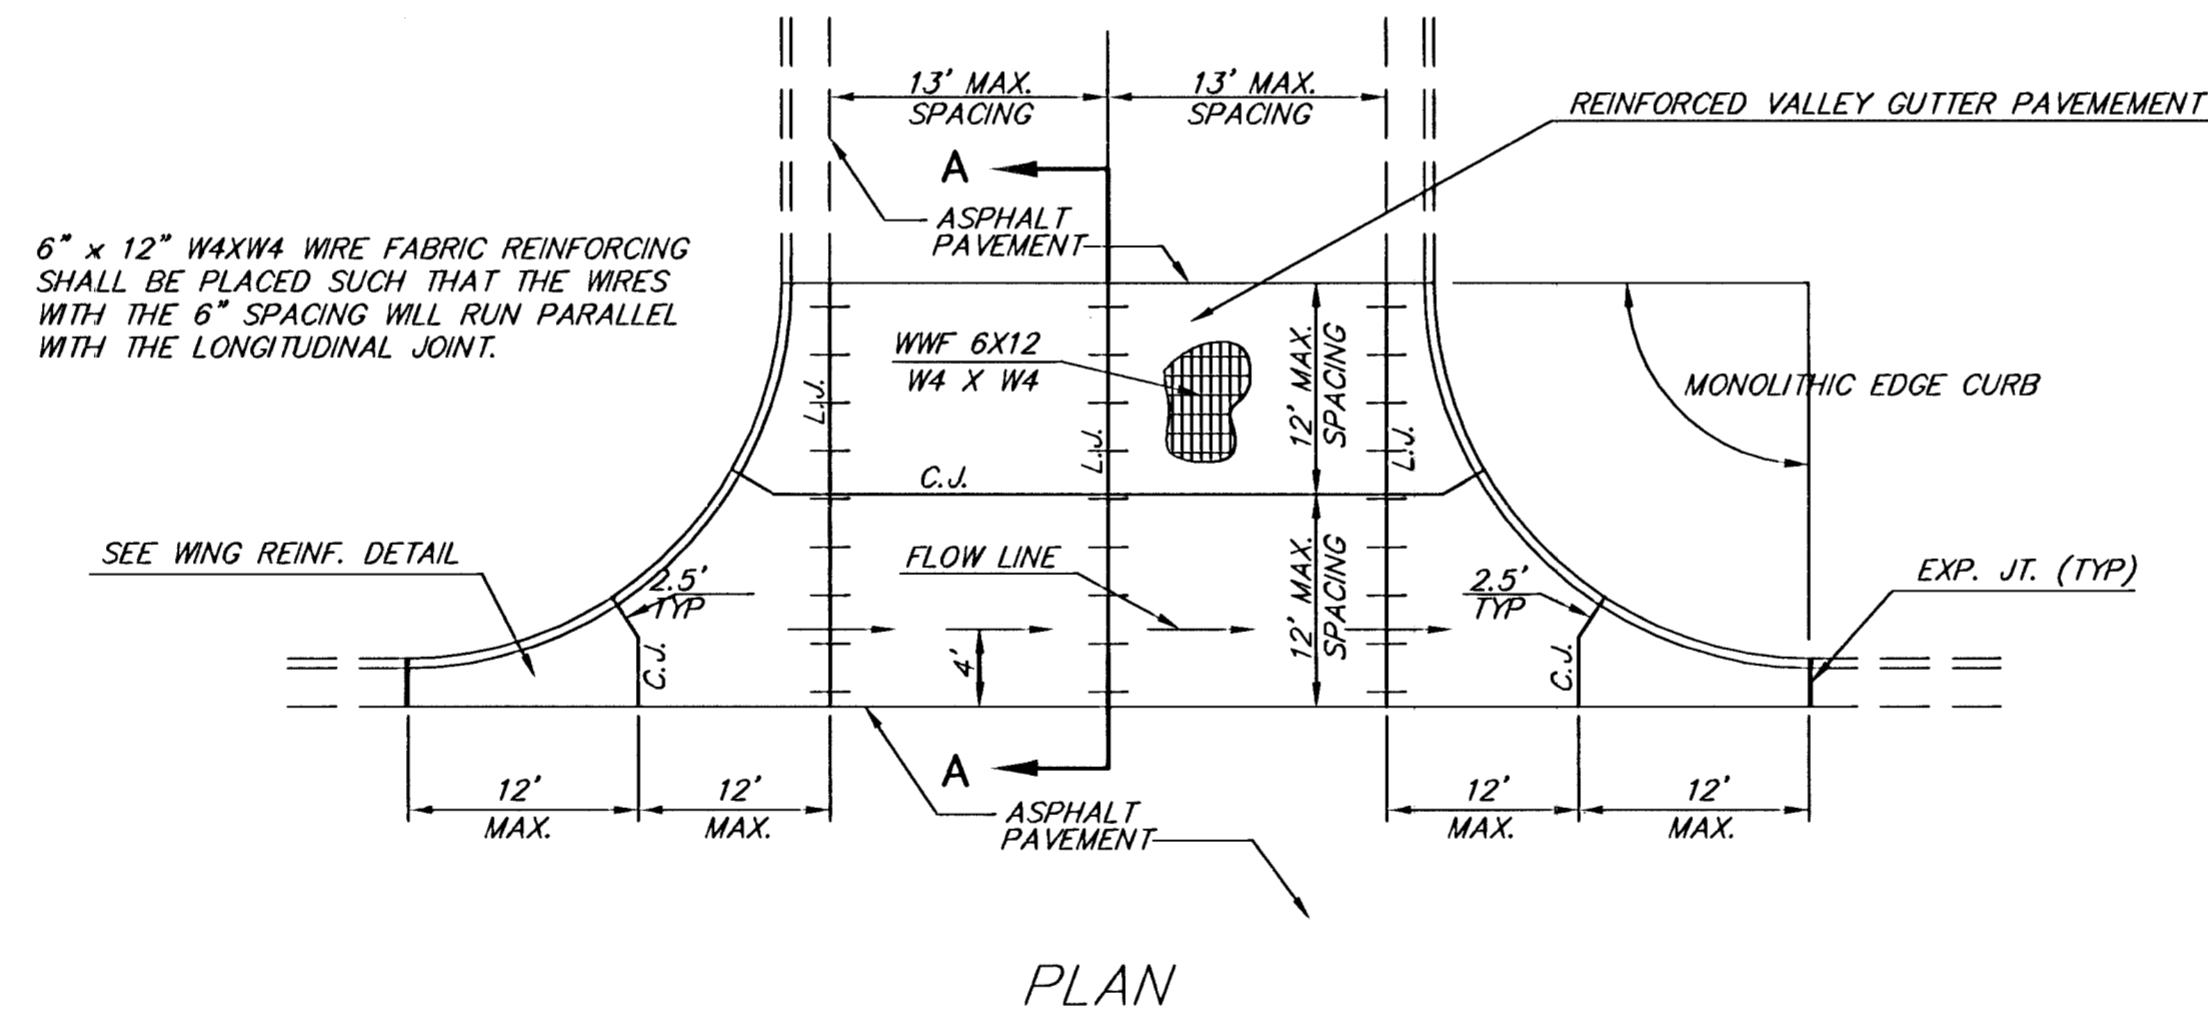 13' MAX.
SPACING
13' MAX.
SPACING
REINFORCED VALLEY GUTTER PAVEMEMENT
A
ASPHALT
PAVEMENT
6" x 12" W4XW4 WIRE FABRIC REINFORCING
SHALL BE PLACED SUCH THAT THE WIRES
WITH THE 6" SPACING WILL RUN PARALLEL
WITH THE LONGITUDINAL JOINT.
WWF 6X12
W4 X W4
12' MAX.
SPACING
MONOLITHIC EDGE CURB
L.J.
L.J.
L.J.
C.J.
SEE WING REINF. DETAIL
2.5'
TYP
FLOW LINE
12' MAX.
SPACING
2.5'
TYP
EXP. JT. (TYP)
C.J.
4'
C.J.
A
12'
MAX.
12'
MAX.
ASPHALT
PAVEMENT
12'
MAX.
12'
MAX.
PLAN